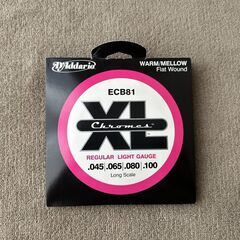 D'Addario
WARM/MELLOW
Flat Wound
ECB81
XL
Chromes
REGULAR LIGHT GAUGE
.045 .065 .080 .100
Long Scale